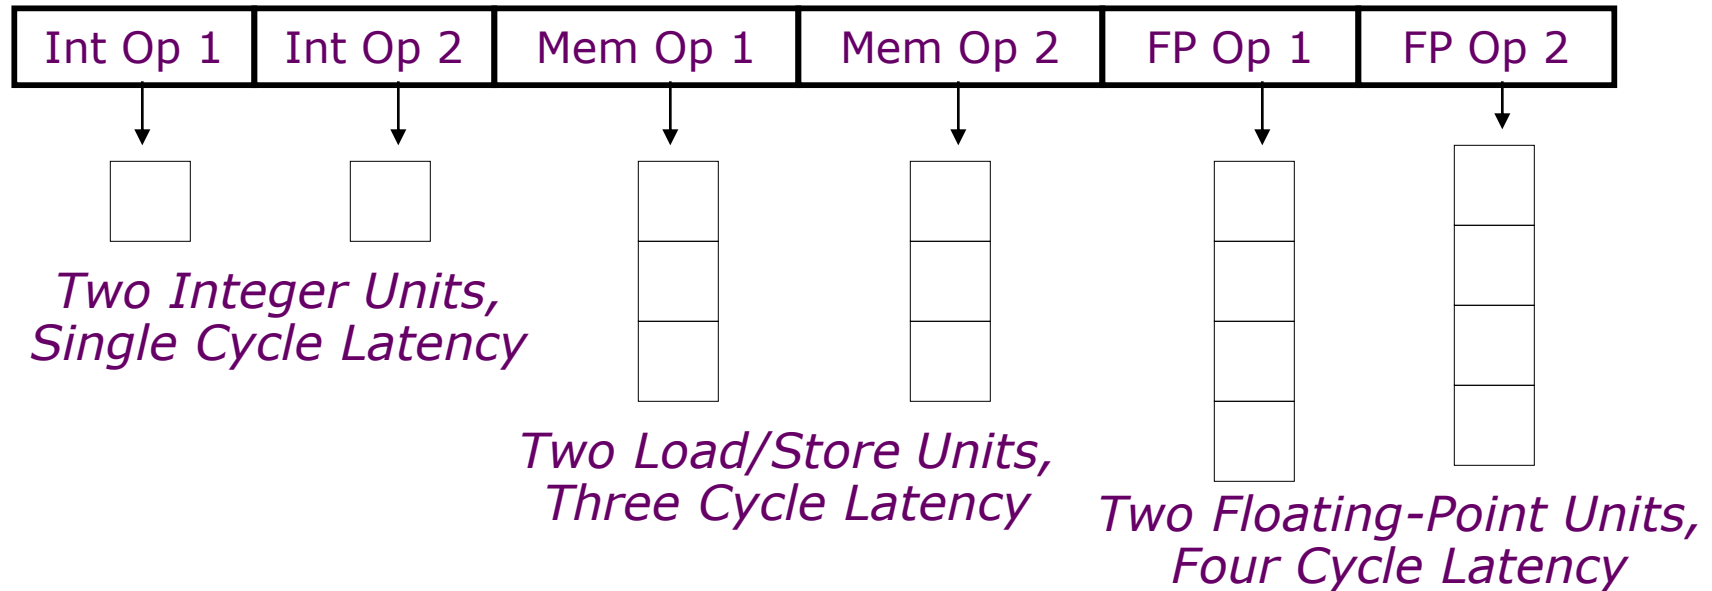 Int Op 1 Int Op 2 Mem Op 1 Mem Op 2 FP Op 1 FP Op 2
Two Integer Units,
Single Cycle Latency
Two Load/Store Units,
Three Cycle Latency
Two Floating-Point Units,
Four Cycle Latency